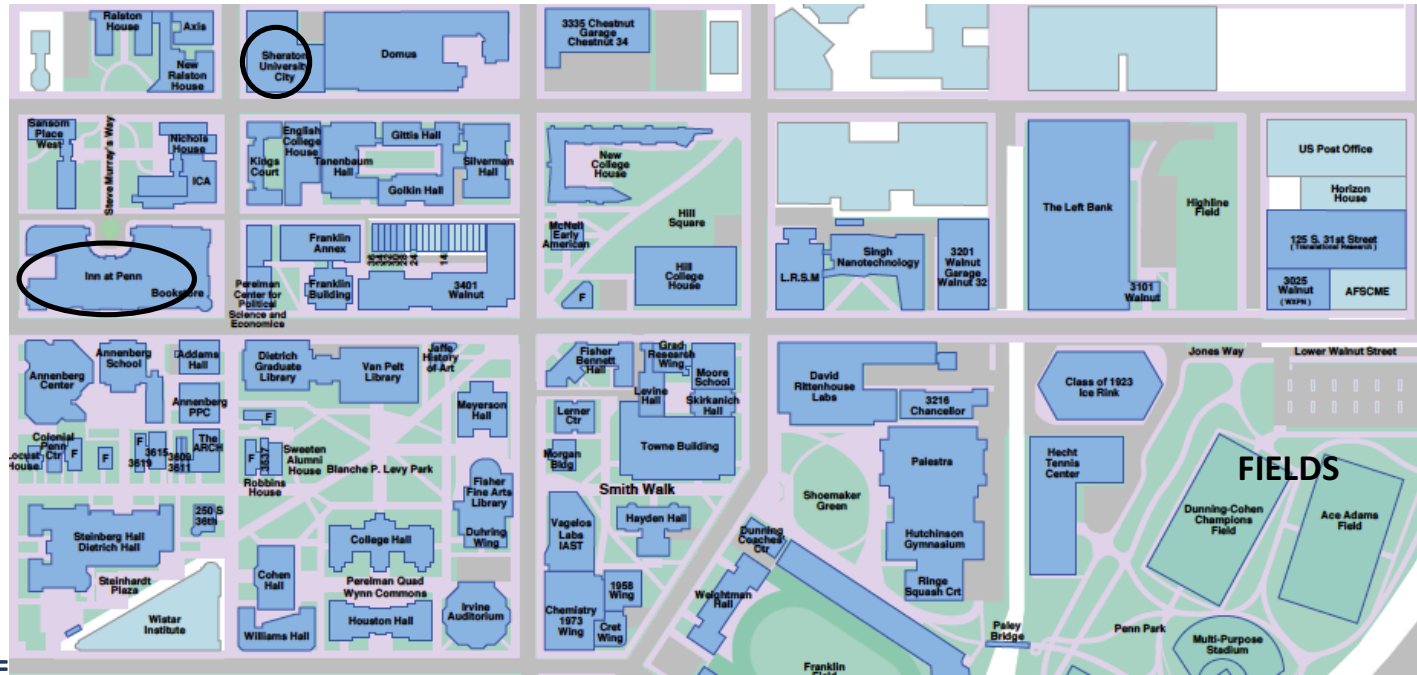 Ralston
House
Axis
New
Ralston
House
Sheraton
University
City
Domus
3335 Chestnut
Garage
Chestnut 34
Sansom
Place
West
Steve Murray's Way
Nichols
House
ICA
Kings
Court
English
College
House
Tanenbaum
Hall
Gittis Hall
Golkin Hall
Silverman
Hall
New
College
House
McNeil
Early
American
Hill
Square
Hill
College
House
F
The Left Bank
Highline
Field
US Post Office
Horizon
House
125 S. 31st Street
( Translational Research )
3025
Walnut
( WXPN )
AFSCME
Inn at Penn
Bookstore
Perelman
Center for
Political
Science and
Economics
Franklin
Annex
Franklin
Building
36
34
32
30
28
24
14
3401
Walnut
L.R.S.M
Singh
Nanotechnology
3201
Walnut
Garage
Walnut 32
3101
Walnut
Annenberg
Center
Annenberg
School
Addams
Hall
Annenberg
PPC
The
ARCH
Colonial
Penn
Ctr
Locust
House
F
F
F
3619
3615
3609
3611
Dietrich
Graduate
Library
Van Pelt
Library
Jaffe
History
of Art
Meyerson
Hall
F
F
3537
Sweeten
Alumni
House
Robbins
House
Blanche P. Levy Park
Fisher
Fine Arts
Library
Duhring
Wing
Fisher
Bennett
Hall
Grad
Research
Wing
Moore
School
Levine
Hall
Skirkanich
Hall
Lerner
Ctr
Morgan
Bldg
Towne Building
Smith Walk
David
Rittenhouse
Labs
3216
Chancellor
Palestra
Shoemaker
Green
Hutchinson
Gymnasium
Ringe
Squash Crt
Class of 1923
Ice Rink
Jones Way
Lower Walnut Street
Hecht
Tennis
Center
FIELDS
Dunning-Cohen
Champions
Field
Ace Adams
Field
Steinberg Hall
Dietrich Hall
250 S
36th
Steinhardt
Plaza
Wistar
Institute
Cohen
Hall
Williams Hall
College Hall
Perelman Quad
Wynn Commons
Houston Hall
Irvine
Auditorium
Vagelos
Labs
IAST
Hayden Hall
Chemistry
1973
Wing
1958
Wing
Cret
Wing
Dunning
Coaches
Ctr
Weightman
Hall
Franklin
Field
Paley
Bridge
Penn Park
Multi-Purpose
Stadium